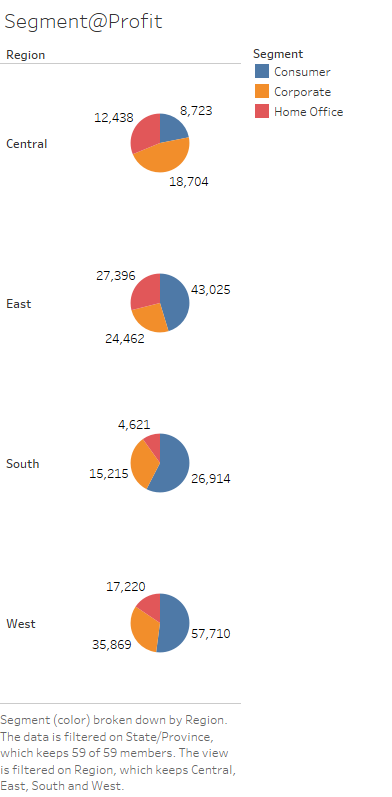 Segment@Profit
Region
Segment
Consumer
Corporate
Home Office
Central
12,438
8,723
18,704
East
27,396
43,025
24,462
South
4,621
15,215
26,914
West
17,220
57,710
35,869
Segment (color) broken down by Region.
The data is filtered on State/Province,
which keeps 59 of 59 members. The view
is filtered on Region, which keeps Central,
East, South and West.